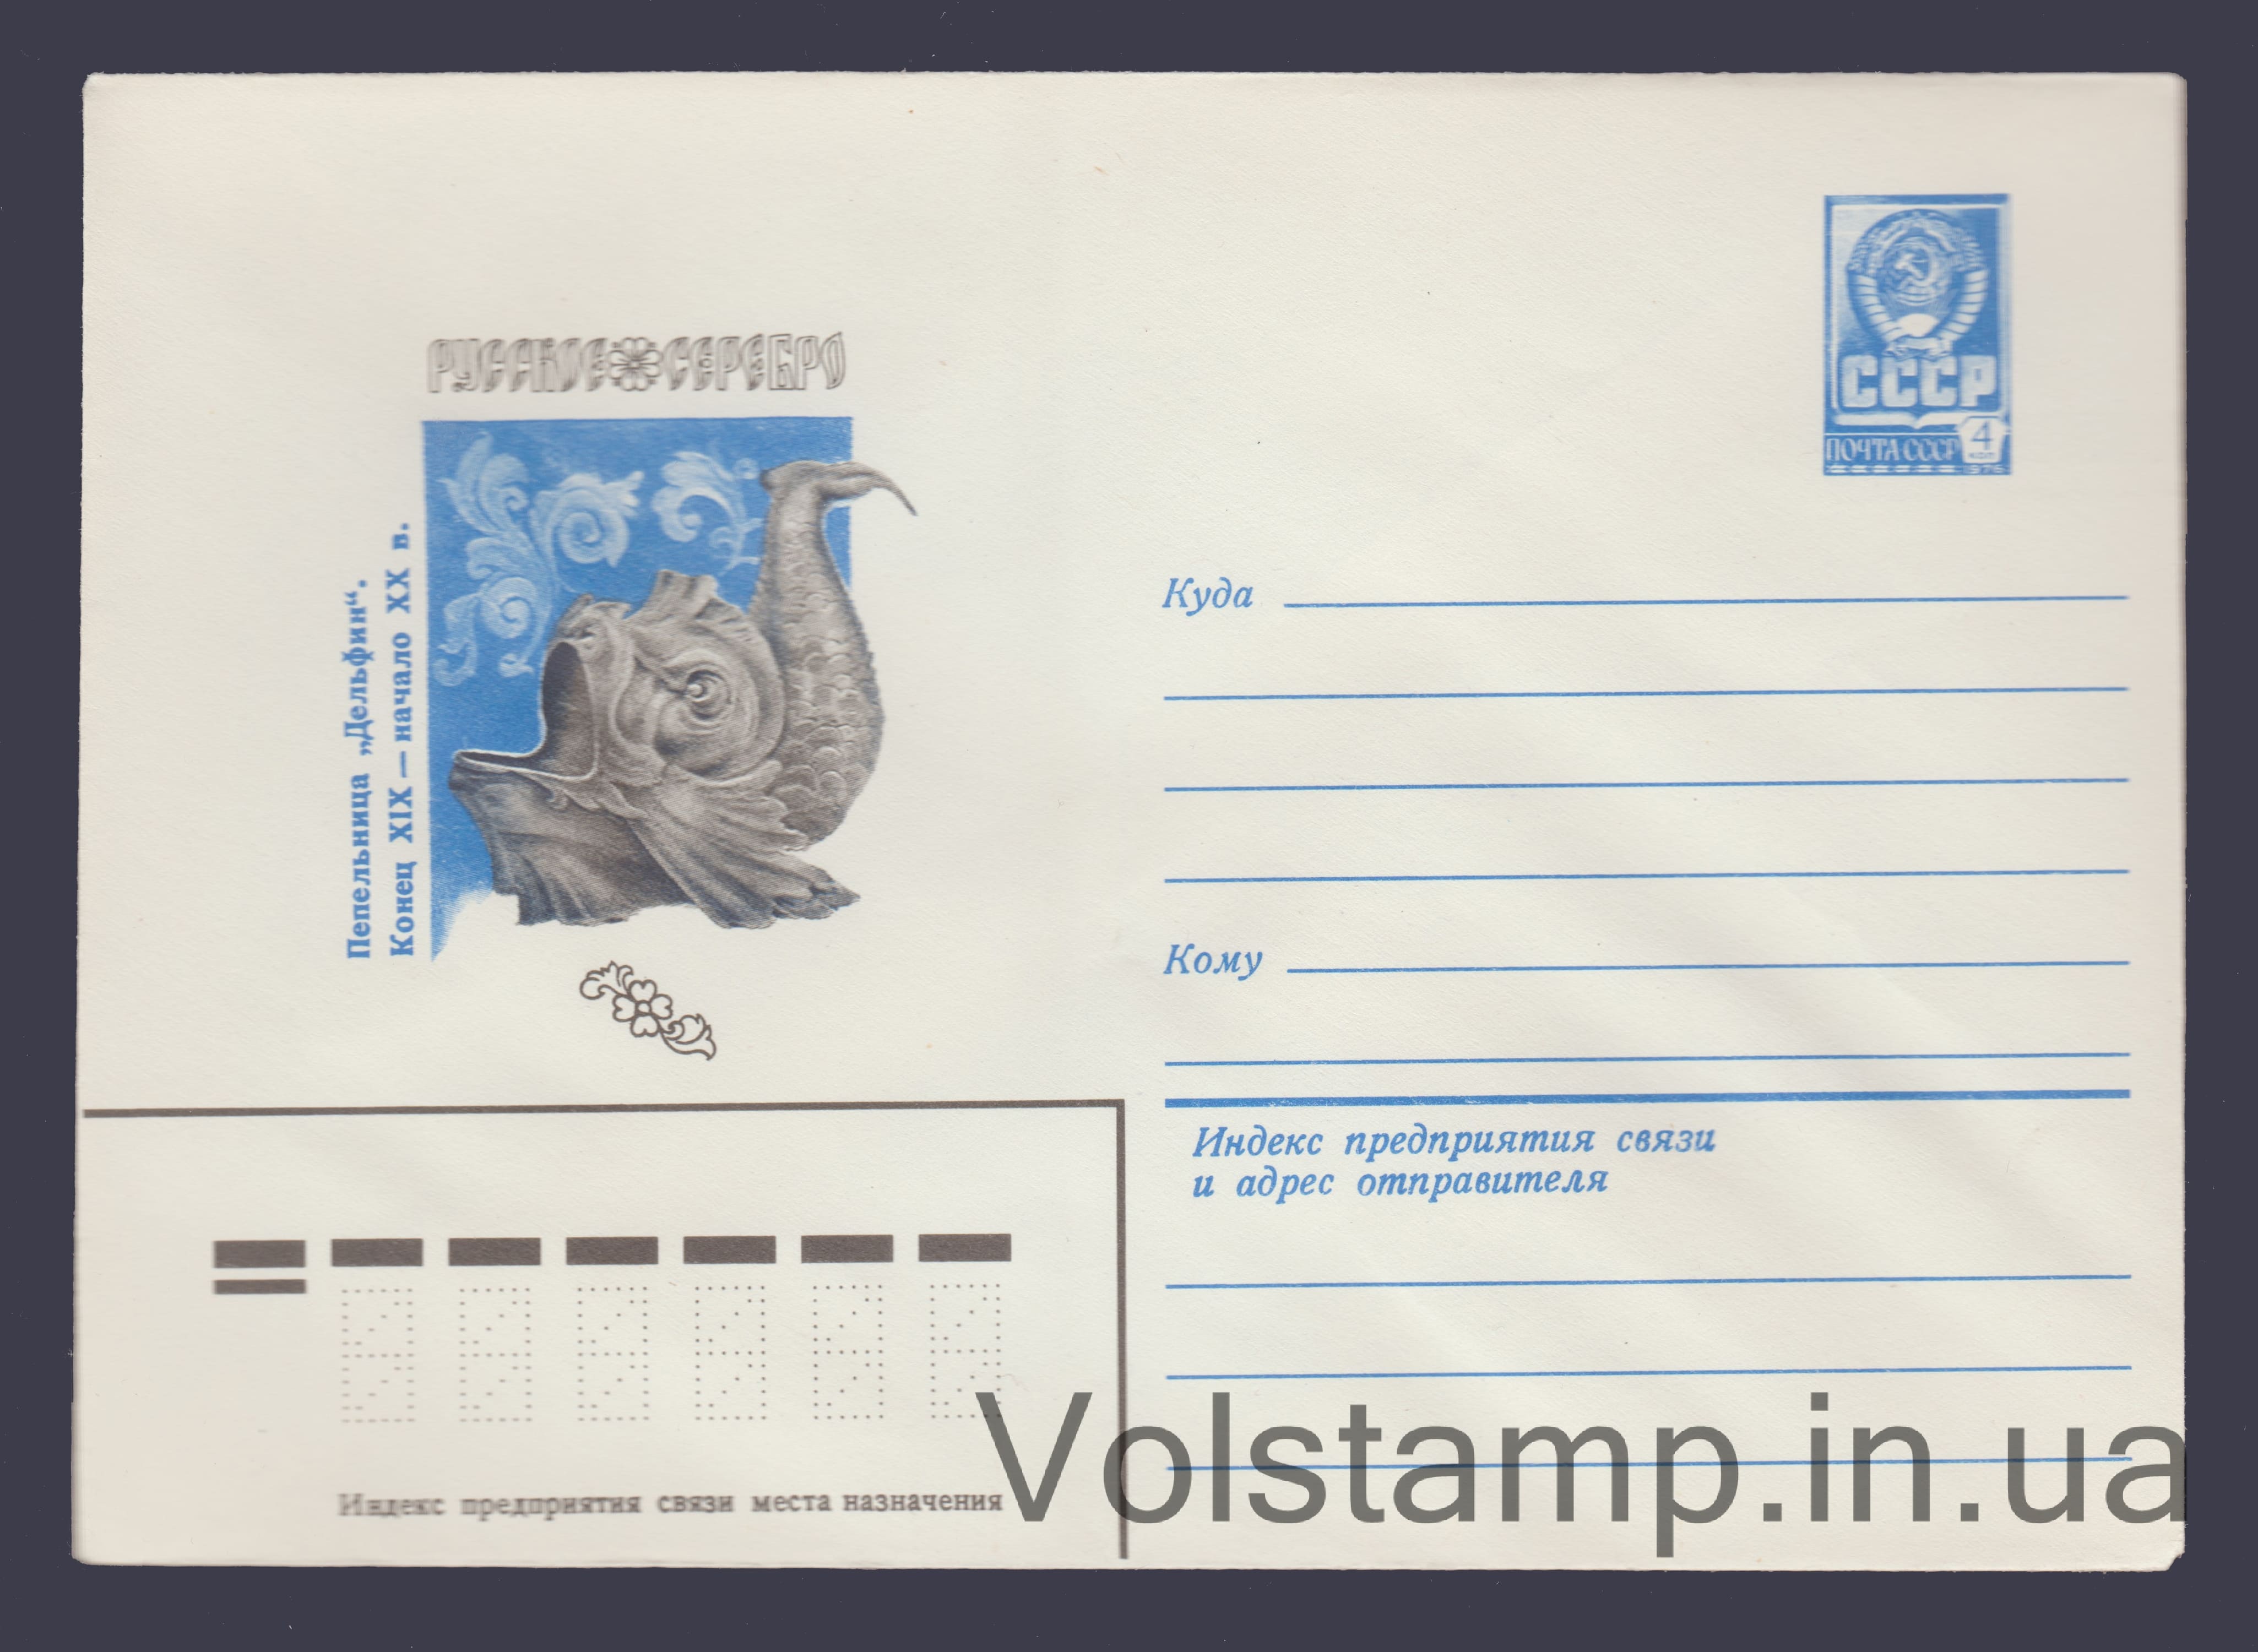 РУССКОЕ СЕРЕБРО
Пепельница „Дельфин“.
Конец XIX — начало XX в.
СССР
ПОЧТА СССР 4
коп
1976
Куда
Кому
Индекс предприятия связи
и адрес отправителя
Индекс предприятия связи места назначения
Volstamp.in.ua